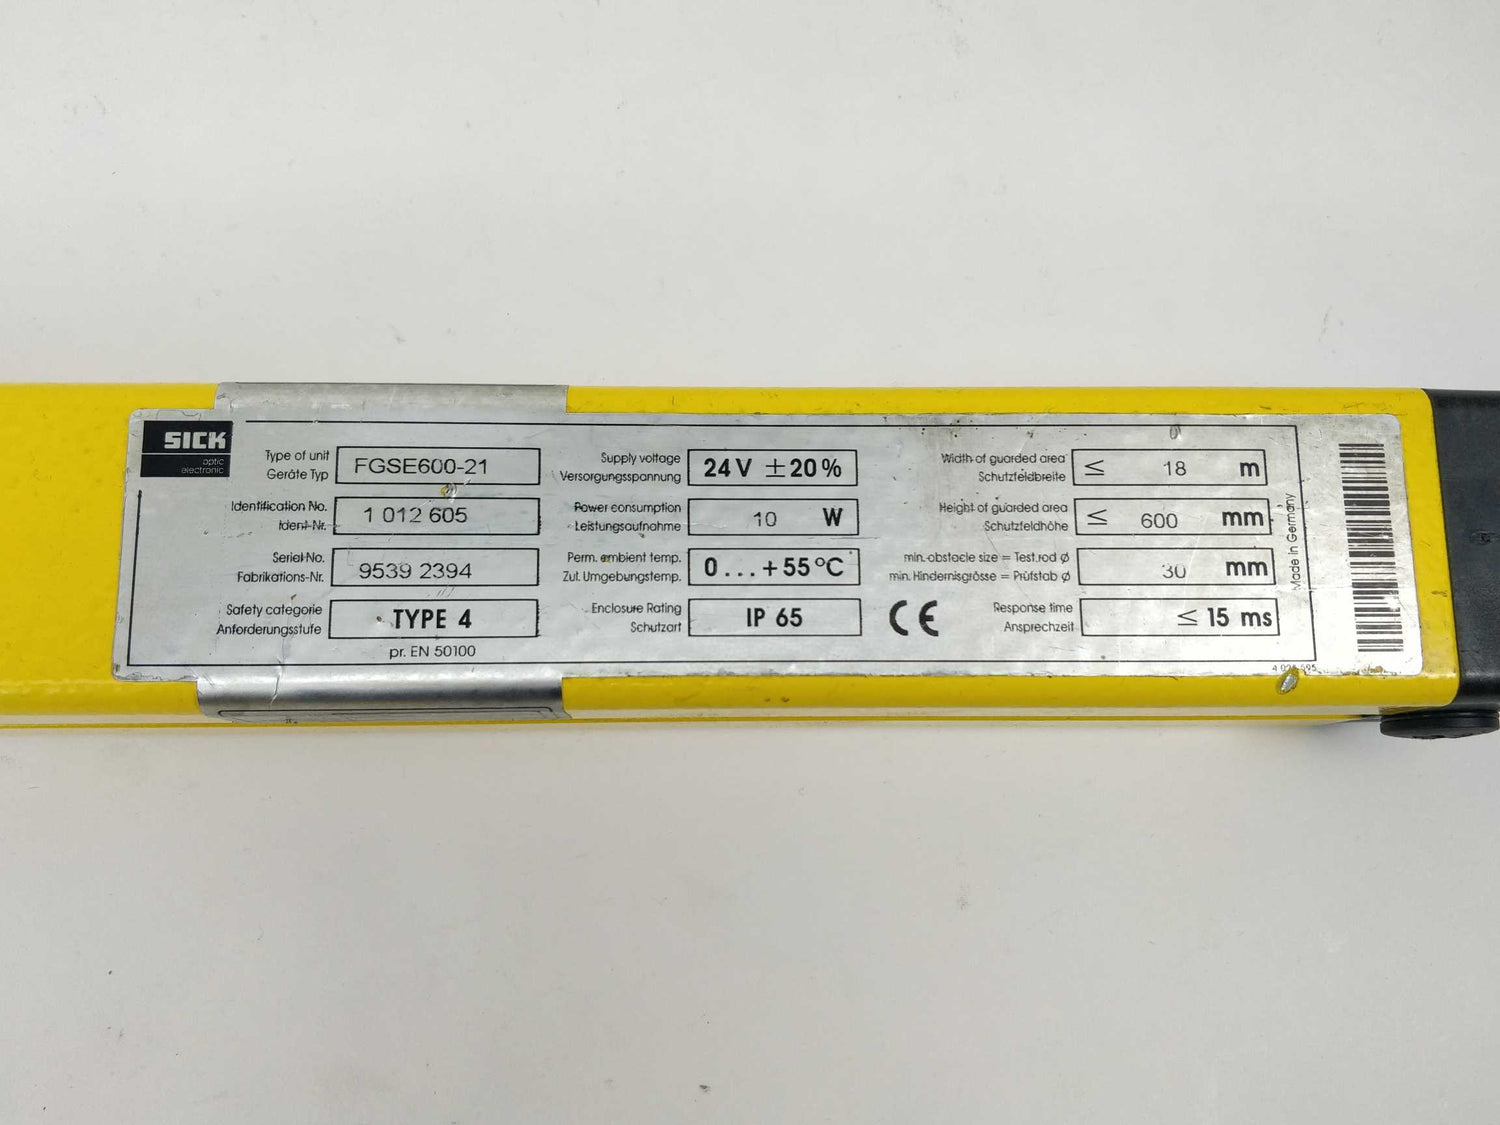 SICK
optic
electronic
Type of unit
Geräte Typ
FGSE600-21
Identification No.
Ident-Nr.
1 012 605
Serial No.
Fabrikations-Nr.
9539 2394
Safety categorie
Anforderungsstufe
TYPE 4
pr. EN 50100
Supply voltage
Versorgungsspannung
24 V ±20 %
Power consumption
Leistungsaufnahme
10 W
Perm. ambient temp.
Zul. Umgebungstemp.
0...+55°C
Enclosure Rating
Schutzart
IP 65
CE
Width of guarded area
Schutzfeldbreite
≤ 18 m
Height of guarded area
Schutzfeldhöhe
≤ 600 mm
min. obstacle size = Test rod ϕ
min. Hindernisgrösse = Prüfstab ϕ
30 mm
Response time
Ansprechzeit
≤ 15 ms
Made in Germany